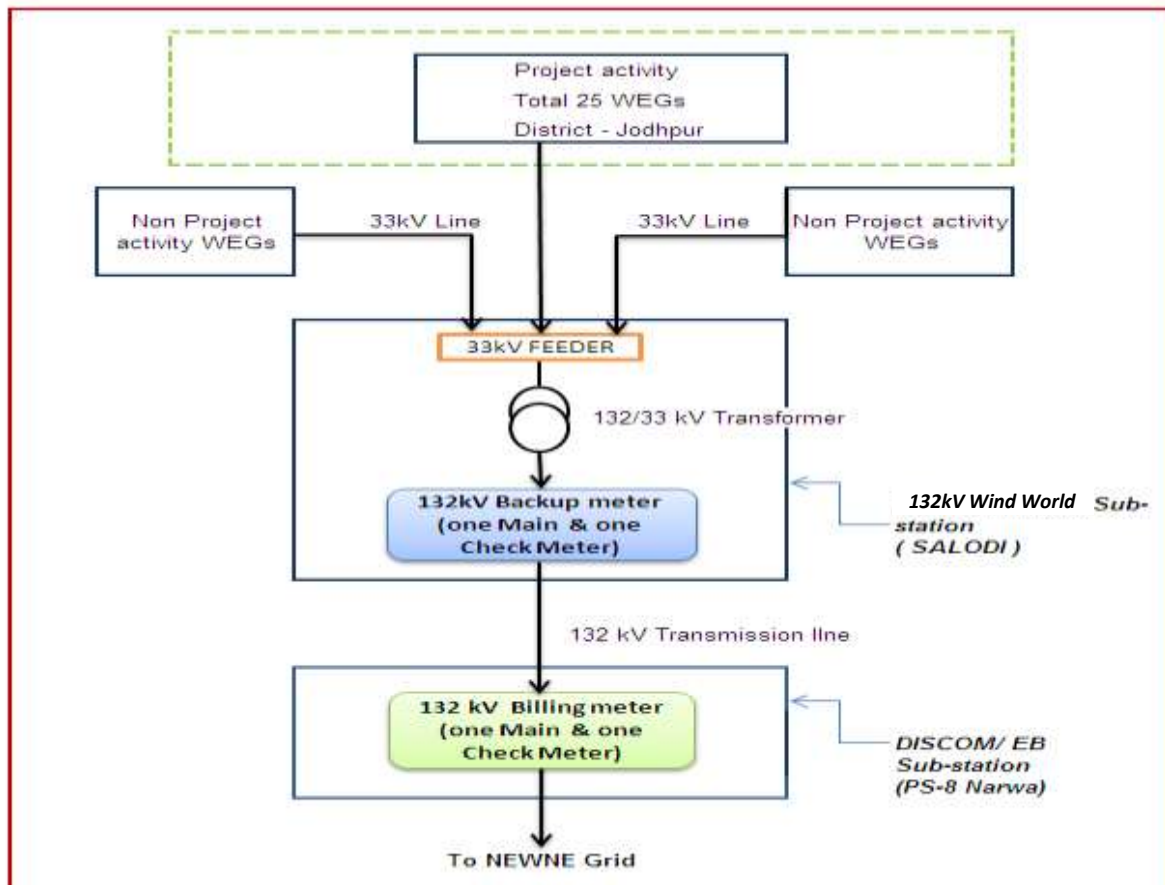 Project activity
Total 25 WEGs
District - Jodhpur
Non Project
activity WEGs
33kV Line
33kV Line
Non Project activity
WEGs
33kV FEEDER
132/33 kV Transformer
132kV Backup meter
(one Main & one
Check Meter)
132kV Wind World Sub-
station
( SALODI )
132 kV Transmission line
132 kV Billing meter
(one Main & one
Check Meter)
DISCOM/ EB
Sub-station
(PS-8 Narwa)
To NEWNE Grid